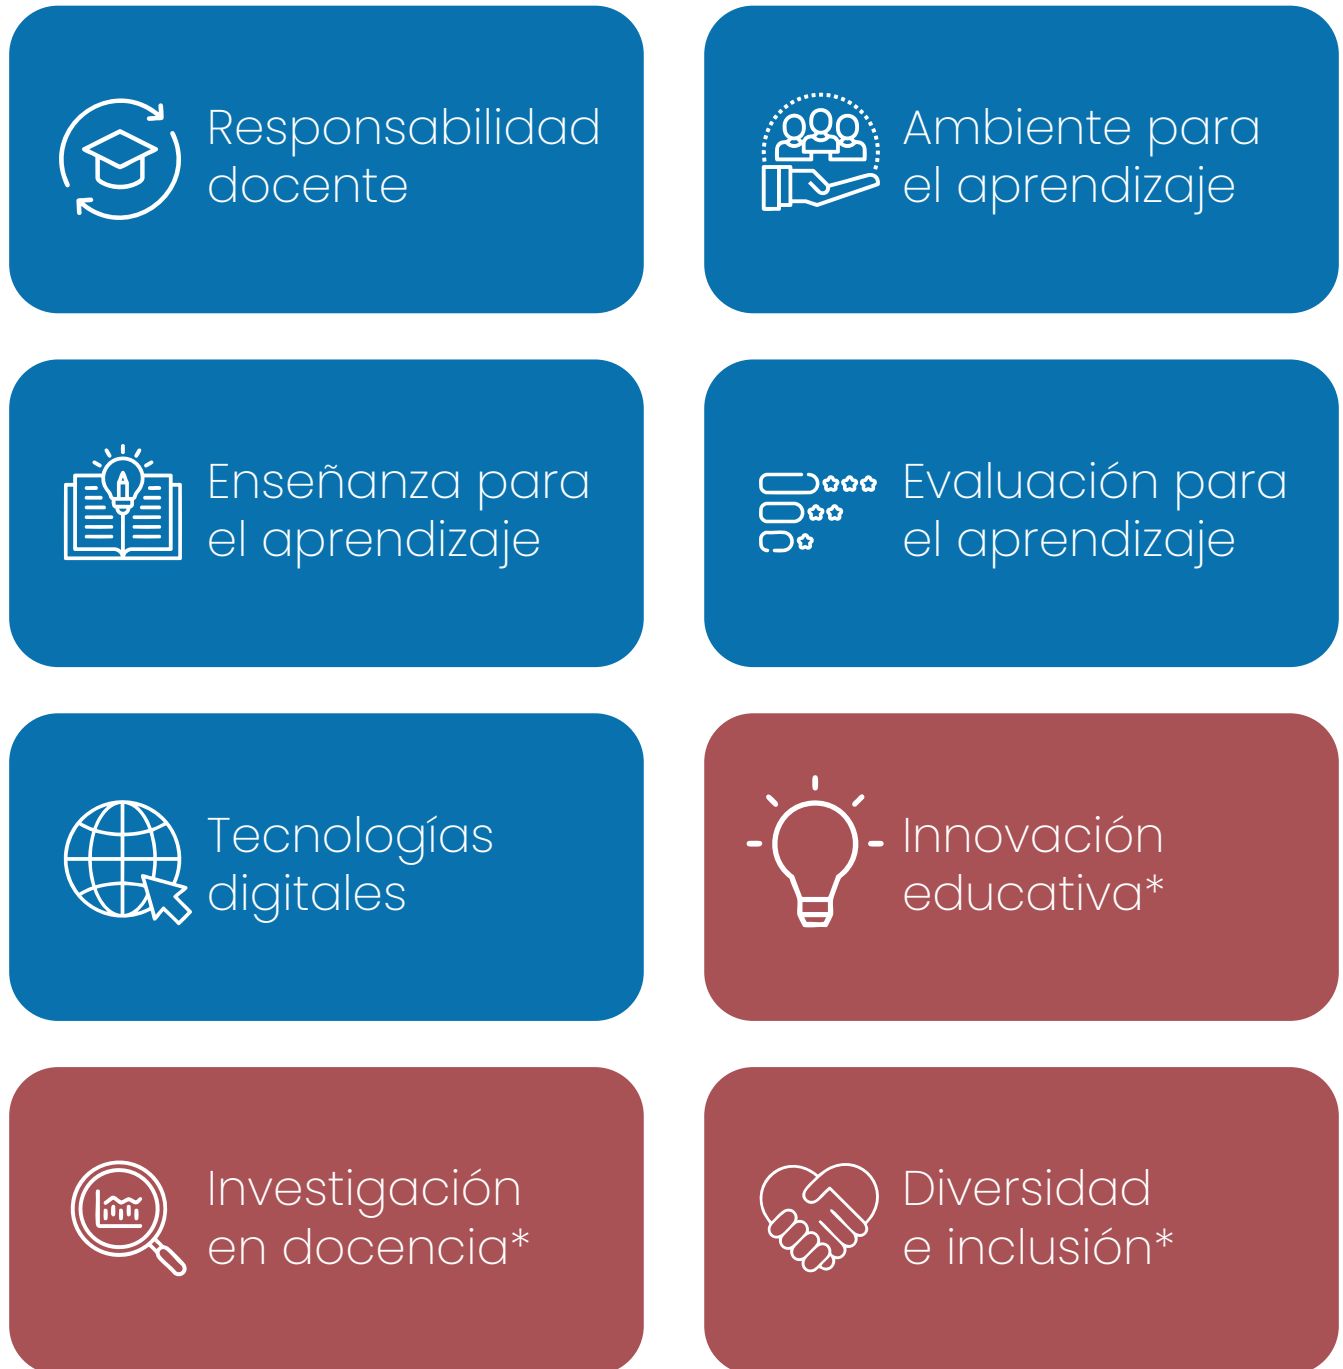 Responsabilidad
docente
Ambiente para
el aprendizaje
Enseñanza para
el aprendizaje
Evaluación para
el aprendizaje
Tecnologías
digitales
Innovación
educativa*
Investigación
en docencia*
Diversidad
e inclusión*